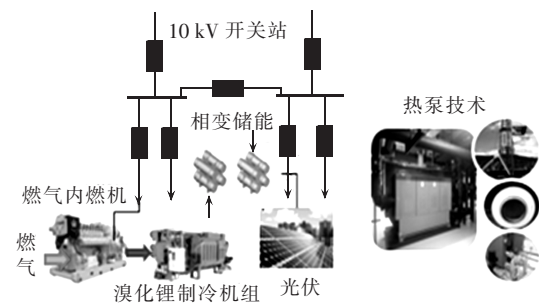 10 kV 开关站
热泵技术
相变储能
燃气内燃机
燃气
溴化锂制冷机组
光伏